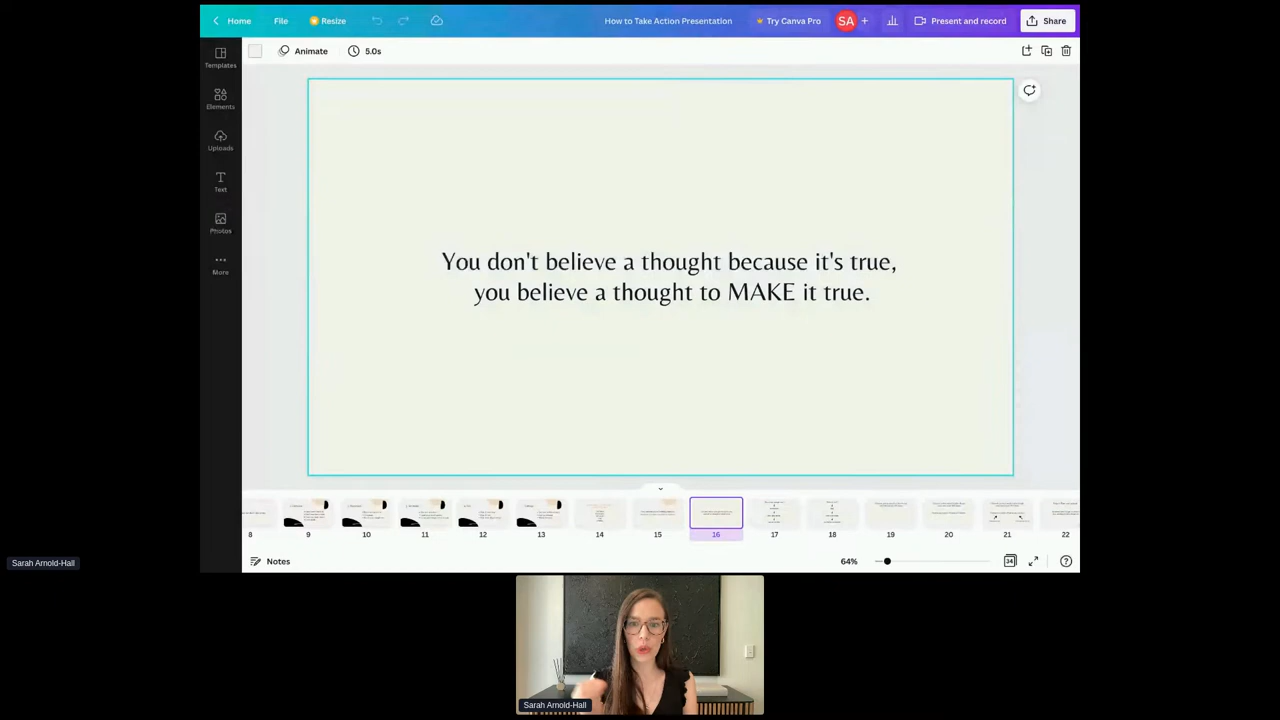 Home File Resize How to Take Action Presentation Try Canva Pro SA + Present and record Share
Animate 5.0s
Templates
Elements
Uploads
Text
Photos
More
You don't believe a thought because it's true,
you believe a thought to MAKE it true.
8 9 10 11 12 13 14 15 16 17 18 19 20 21 22
Notes 64% 34 ?
Sarah Arnold-Hall
Sarah Arnold-Hall